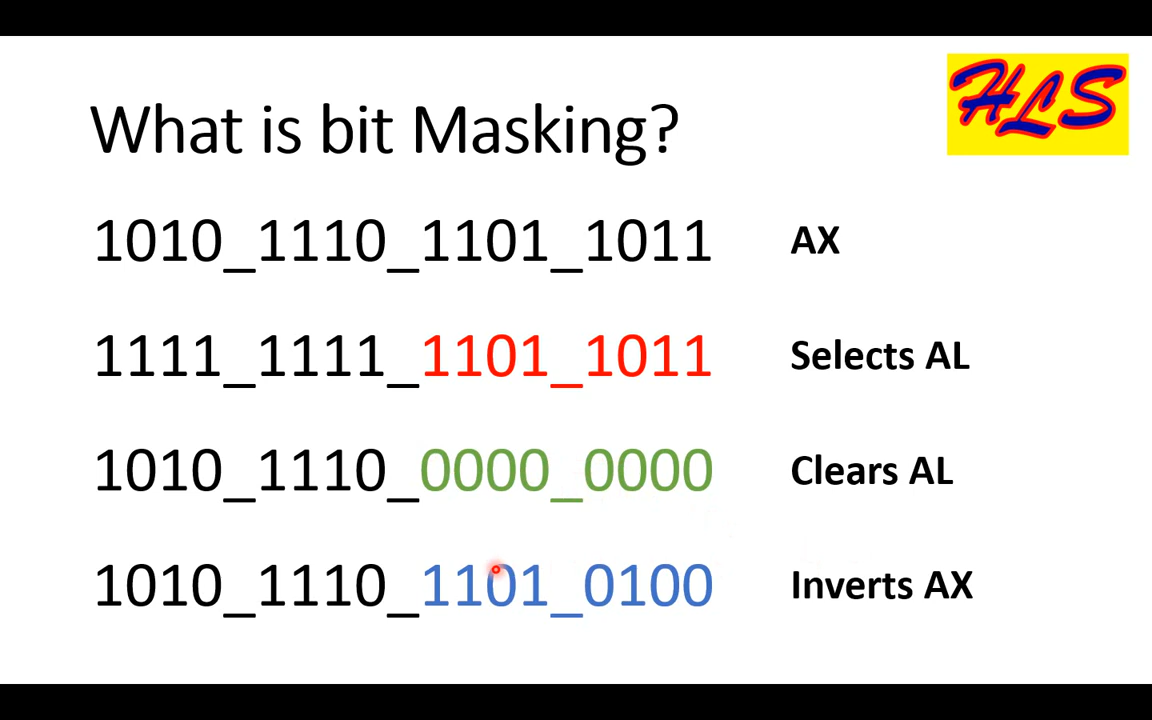 HLS
What is bit Masking?
1010_1110_1101_1011 AX
1111_1111_1101_1011 Selects AL
1010_1110_0000_0000 Clears AL
1010_1110_1101_0100 Inverts AX